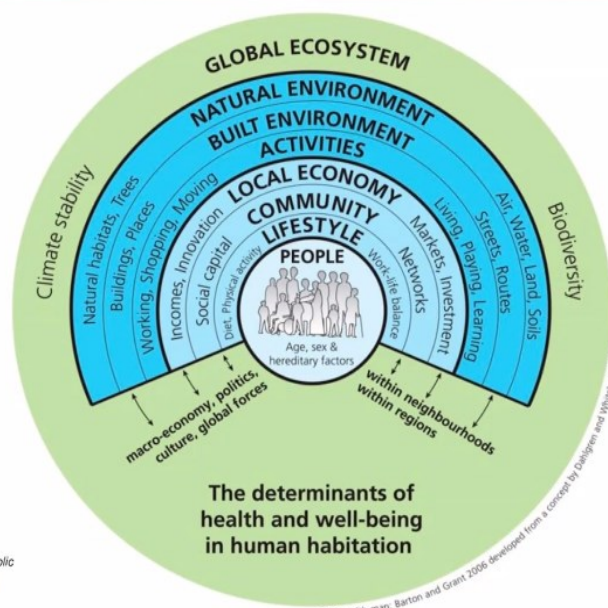 GLOBAL ECOSYSTEM
NATURAL ENVIRONMENT
BUILT ENVIRONMENT
ACTIVITIES
LOCAL ECONOMY
COMMUNITY
LIFESTYLE
PEOPLE
Climate stability
Natural habitats, Trees
Buildings, Places
Working, Shopping, Moving
Incomes, Innovation
Social capital
Diet, Physical activity
Work-life balance
Networks
Markets, Investment
Living, Playing, Learning
Streets, Routes
Air, Water, Land, Soils
Biodiversity
Age, sex &
hereditary factors
macro-economy, politics,
culture, global forces
within neighbourhoods
within regions
The determinants of
health and well-being
in human habitation
Barton and Grant 2006 developed from a concept by Dahlgren and